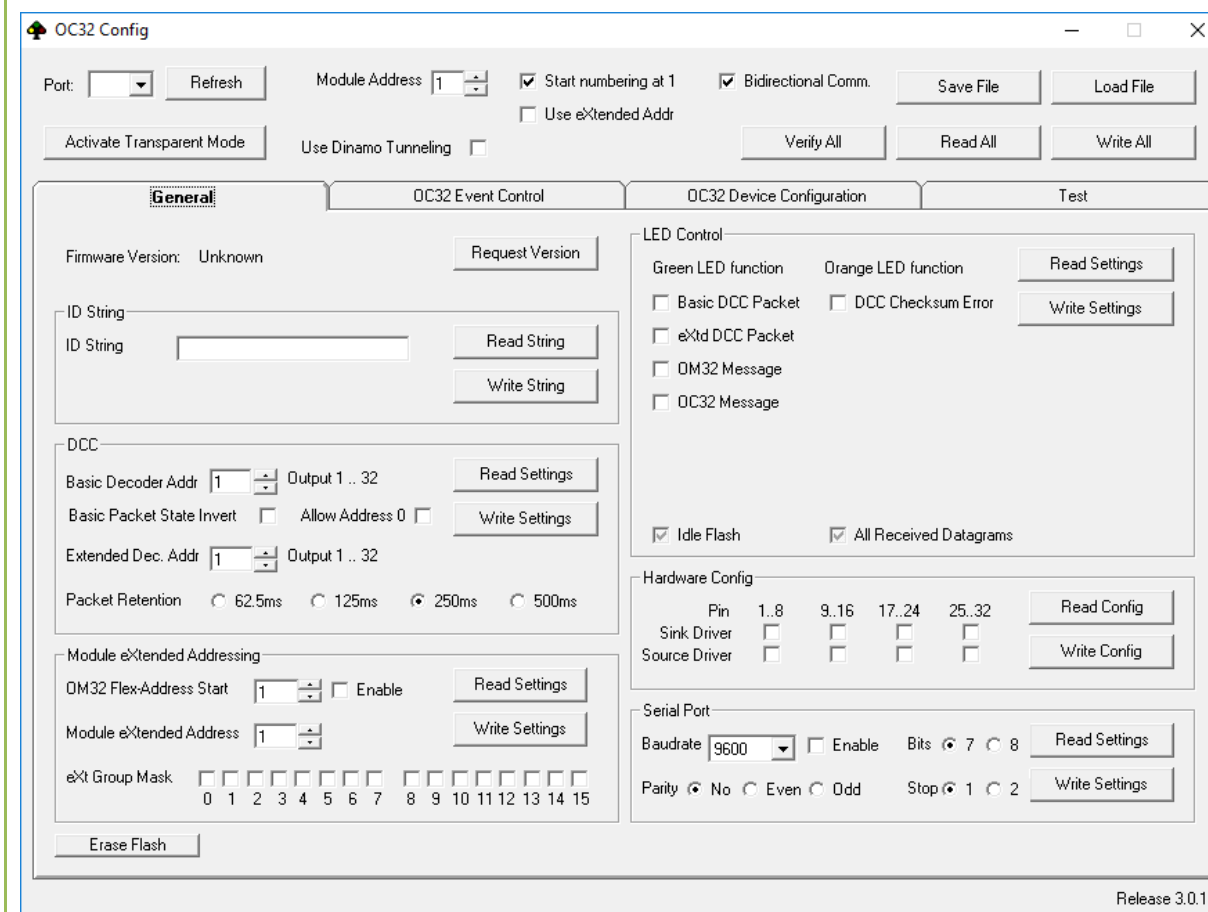 OC32 Config
Port: Refresh Module Address 1 Start numbering at 1 Bidirectional Comm. Save File Load File
Use eXtended Addr
Activate Transparent Mode Use Dinamo Tunneling Verify All Read All Write All
General OC32 Event Control OC32 Device Configuration Test
Firmware Version: Unknown Request Version
ID String
ID String Read String
Write String
DCC
Basic Decoder Addr 1 Output 1 .. 32 Read Settings
Basic Packet State Invert Allow Address 0 Write Settings
Extended Dec. Addr 1 Output 1 .. 32
Packet Retention 62.5ms 125ms 250ms 500ms
Module eXtended Addressing
OM32 Flex-Address Start 1 Enable Read Settings
Module eXtended Address 1 Write Settings
eXt Group Mask
0 1 2 3 4 5 6 7 8 9 10 11 12 13 14 15
Erase Flash
LED Control
Green LED function Orange LED function Read Settings
Basic DCC Packet DCC Checksum Error Write Settings
eXtd DCC Packet
OM32 Message
OC32 Message
Idle Flash All Received Datagrams
Hardware Config
Pin 1..8 9..16 17..24 25..32 Read Config
Sink Driver
Source Driver Write Config
Serial Port
Baudrate 9600 Enable Bits 7 8 Read Settings
Parity No Even Odd Stop 1 2 Write Settings
Release 3.0.1